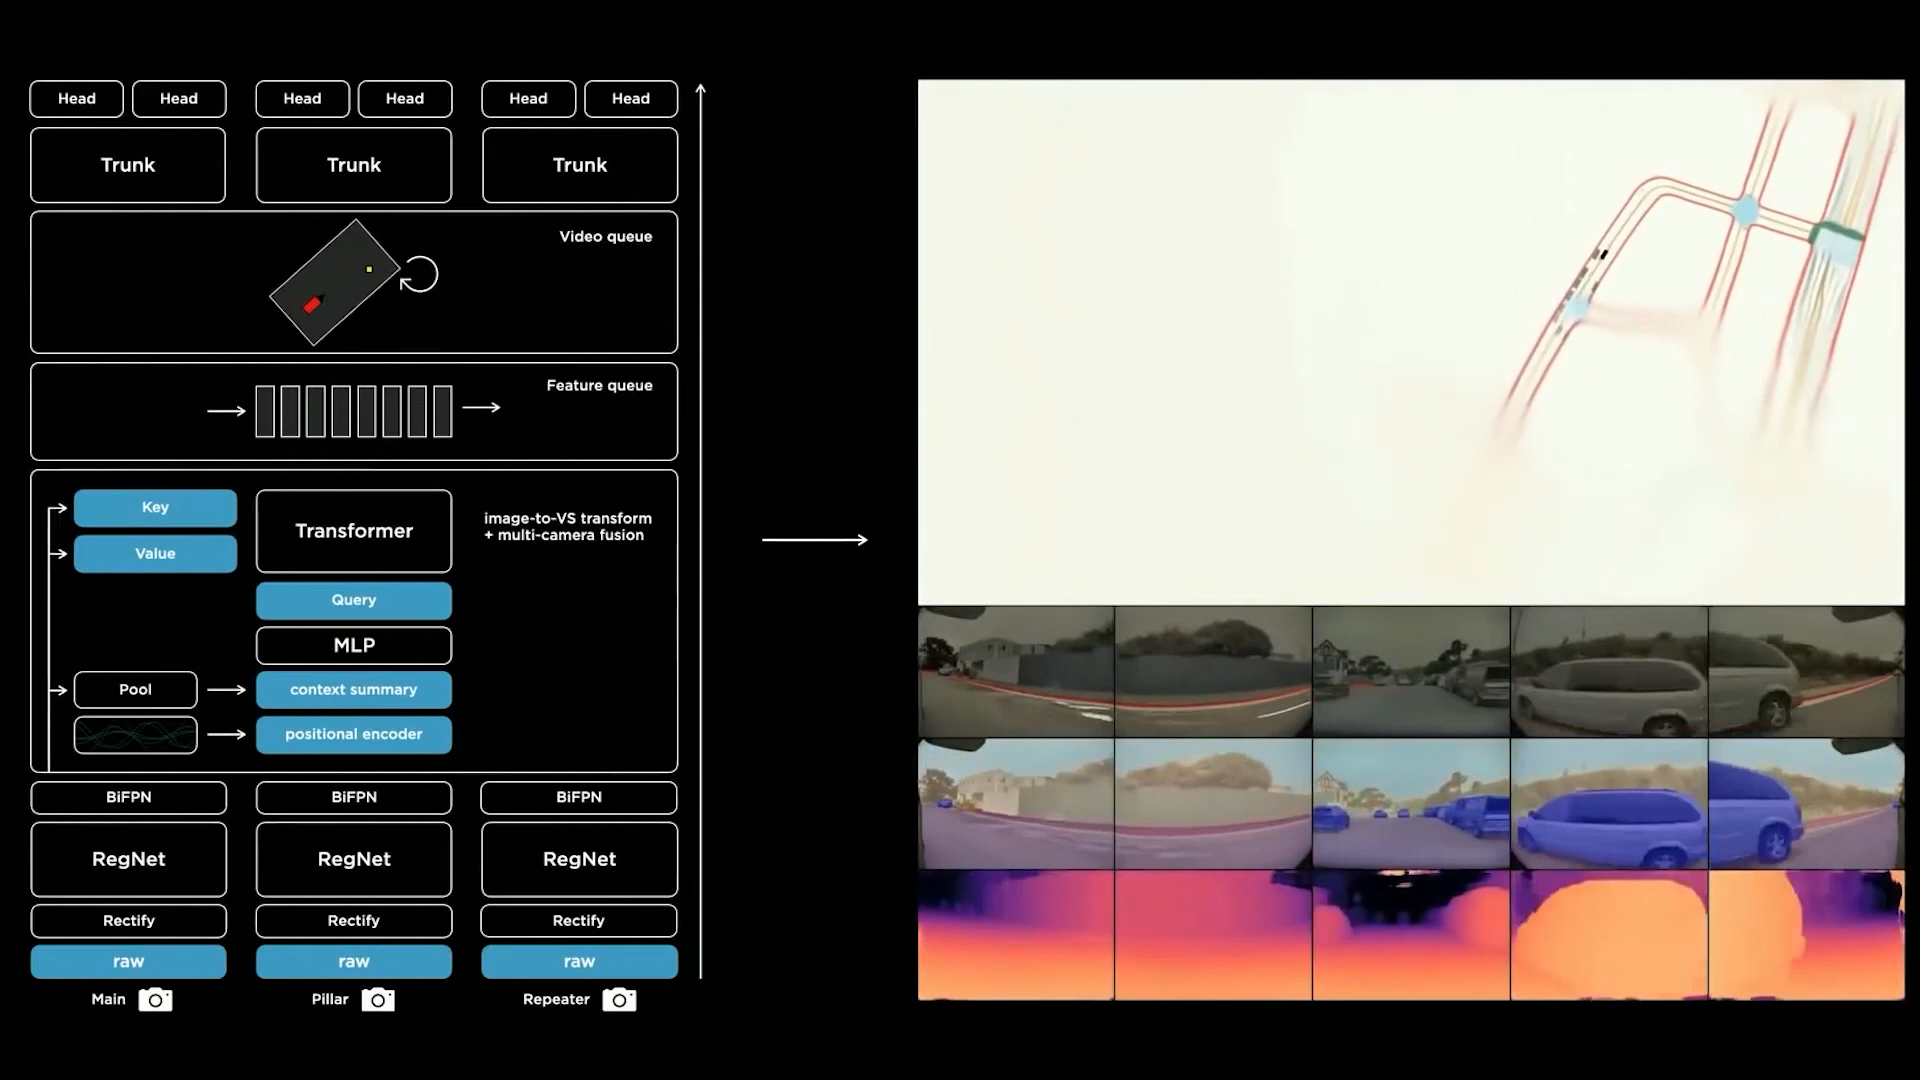 Head Head Head Head Head Head
Trunk Trunk Trunk
Video queue
Feature queue
Key
Value
Transformer
image-to-VS transform
+ multi-camera fusion
Query
MLP
Pool
context summary
positional encoder
BiFPN BiFPN BiFPN
RegNet RegNet RegNet
Rectify Rectify Rectify
raw raw raw
Main Pillar Repeater